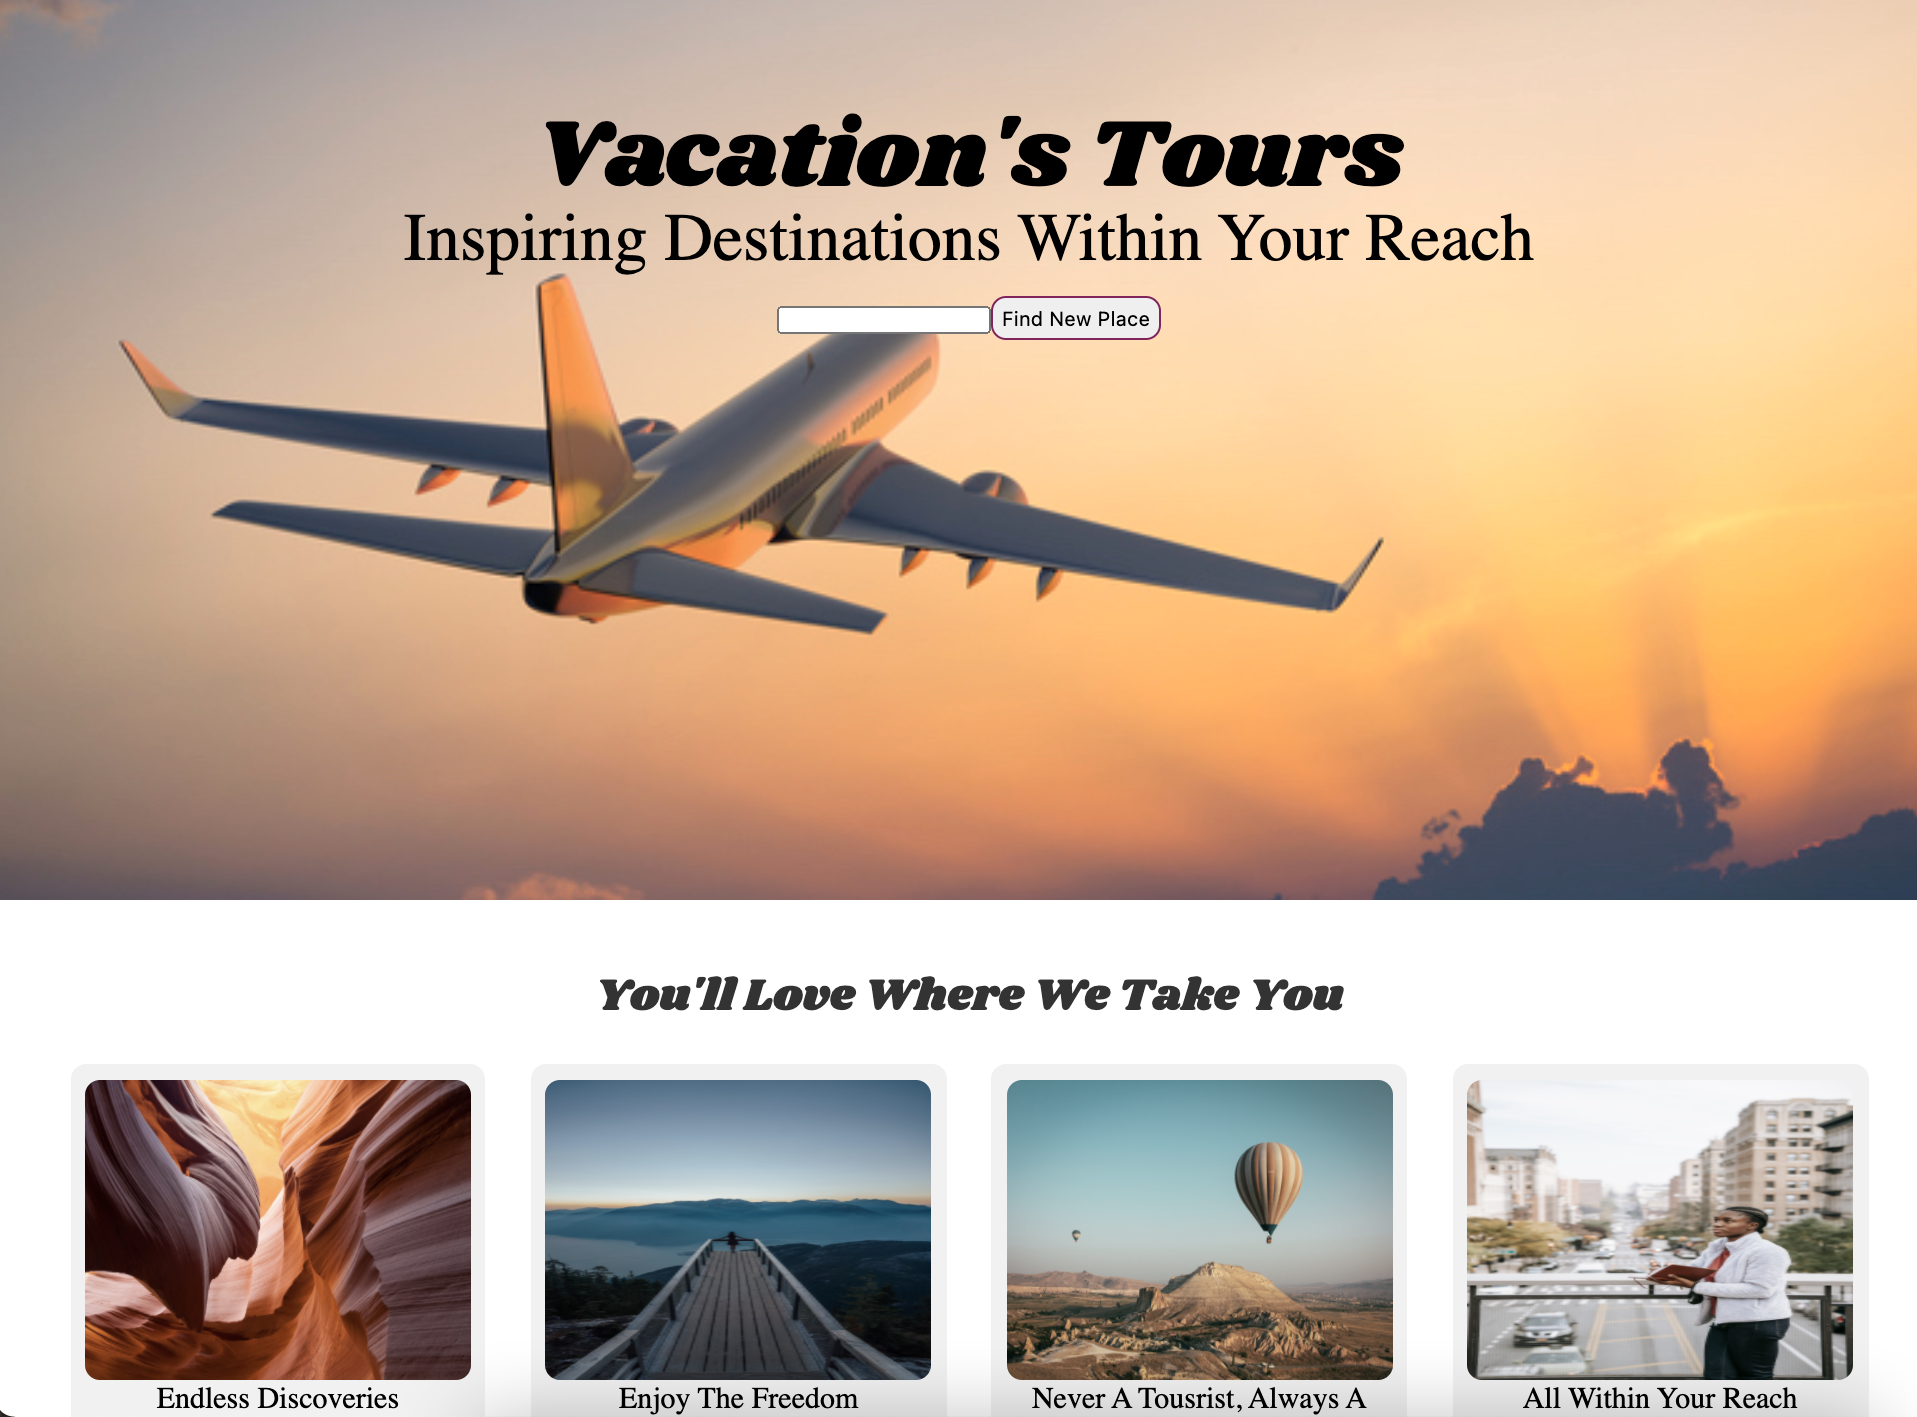 Vacation's Tours
Inspiring Destinations Within Your Reach
Find New Place
You'll Love Where We Take You
Endless Discoveries
Enjoy The Freedom
Never A Tousrist, Always A
All Within Your Reach